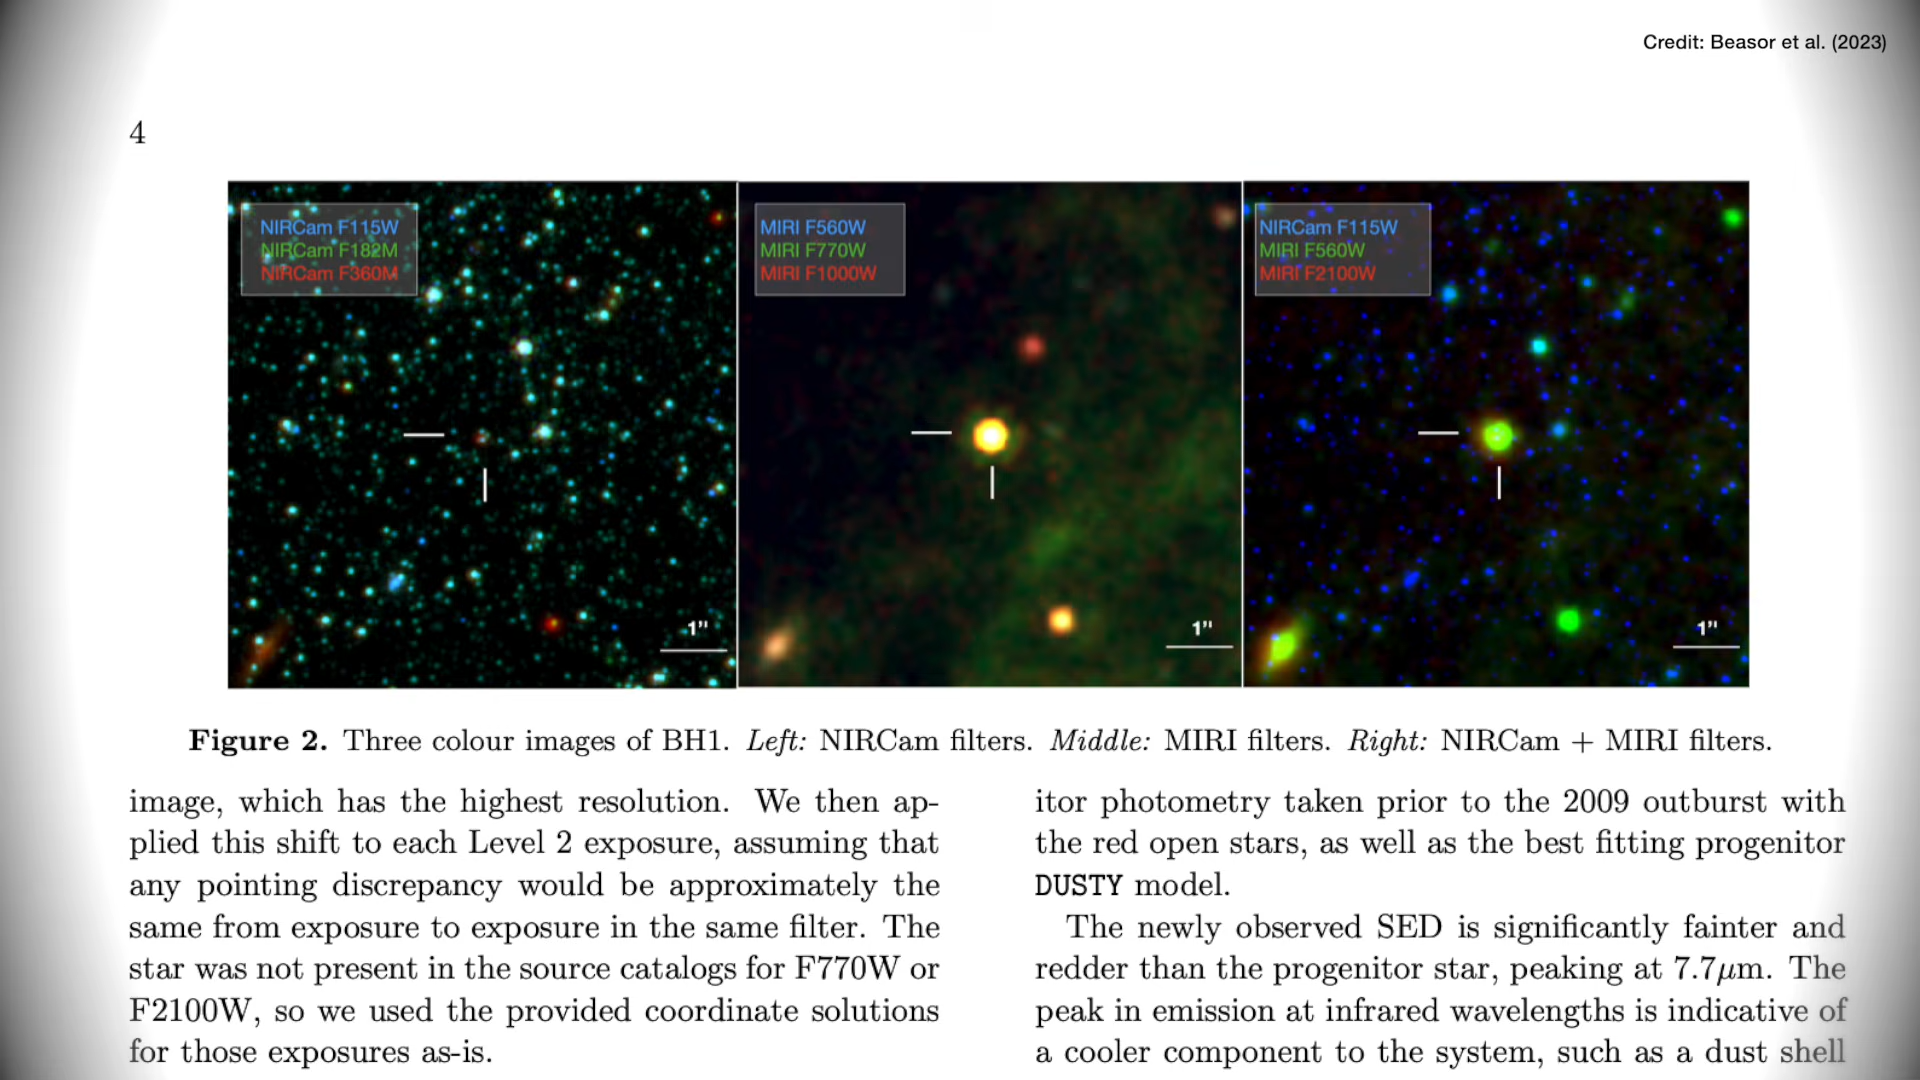 Credit: Beasor et al. (2023)
4
NIRCam F115W
NIRCam F182M
NIRCam F360M
1”
MIRI F560W
MIRI F770W
MIRI F1000W
1”
NIRCam F115W
MIRI F560W
MIRI F2100W
1”
Figure 2. Three colour images of BH1. Left: NIRCam filters. Middle: MIRI filters. Right: NIRCam + MIRI filters.
image, which has the highest resolution. We then ap-
plied this shift to each Level 2 exposure, assuming that
any pointing discrepancy would be approximately the
same from exposure to exposure in the same filter. The
star was not present in the source catalogs for F770W or
F2100W, so we used the provided coordinate solutions
for those exposures as-is.
itor photometry taken prior to the 2009 outburst with
the red open stars, as well as the best fitting progenitor
DUSTY model.
The newly observed SED is significantly fainter and
redder than the progenitor star, peaking at 7.7μm. The
peak in emission at infrared wavelengths is indicative of
a cooler component to the system, such as a dust shell